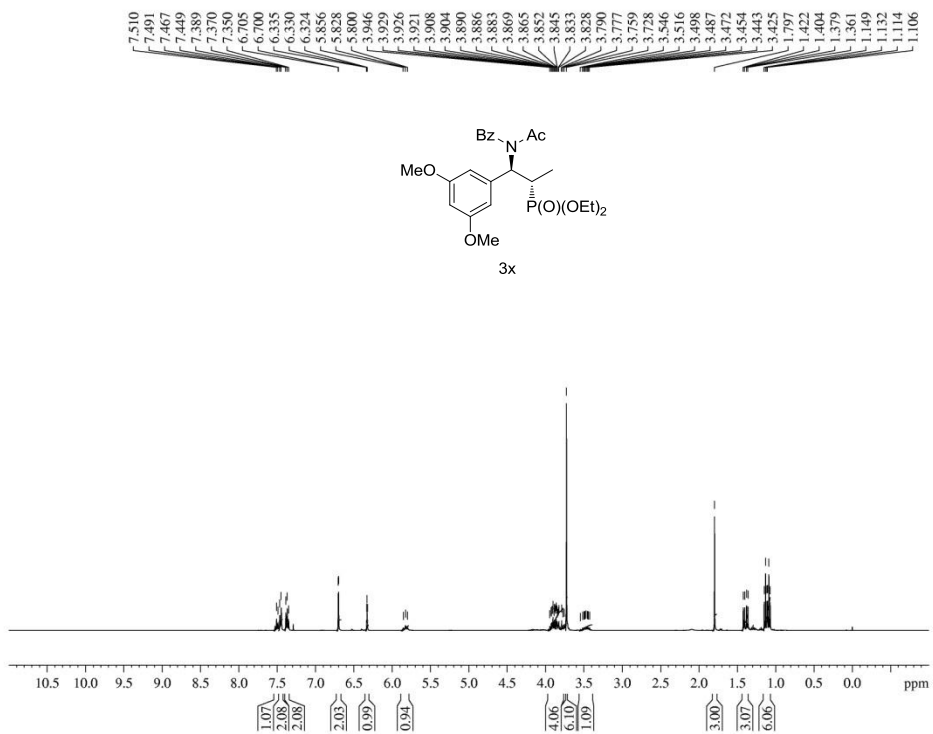 7.510 7.491 7.467 7.449 7.389 7.370 7.350 6.705 6.700 6.335 6.330 6.324 5.856 5.828 5.800 3.946 3.929 3.926 3.921 3.908 3.904 3.890 3.886 3.883 3.869 3.865 3.852 3.845 3.833 3.828 3.790 3.777 3.759 3.728 3.546 3.516 3.498 3.487 3.472 3.454 3.443 3.425 1.797 1.422 1.404 1.379 1.361 1.149 1.132 1.114 1.106
Bz N Ac
MeO
P(O)(OEt)2
OMe
3x
10.5 10.0 9.5 9.0 8.5 8.0 7.5 7.0 6.5 6.0 5.5 5.0 4.5 4.0 3.5 3.0 2.5 2.0 1.5 1.0 0.5 0.0 ppm
1.07 2.08 2.08 2.03 0.99 0.94 4.06 6.10 1.09 3.00 3.07 6.06